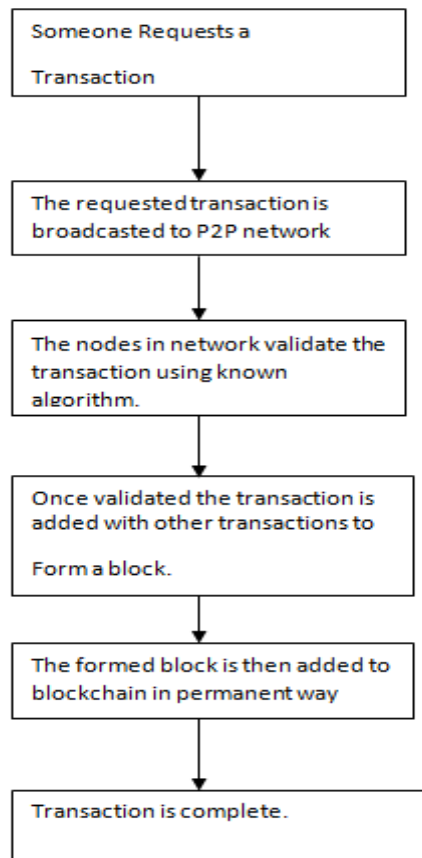 Someone Requests a
Transaction
The requested transaction is
broadcasted to P2P network
The nodes in network validate the
transaction using known
algorithm.
Once validated the transaction is
added with other transactions to
Form a block.
The formed block is then added to
blockchain in permanent way
Transaction is complete.